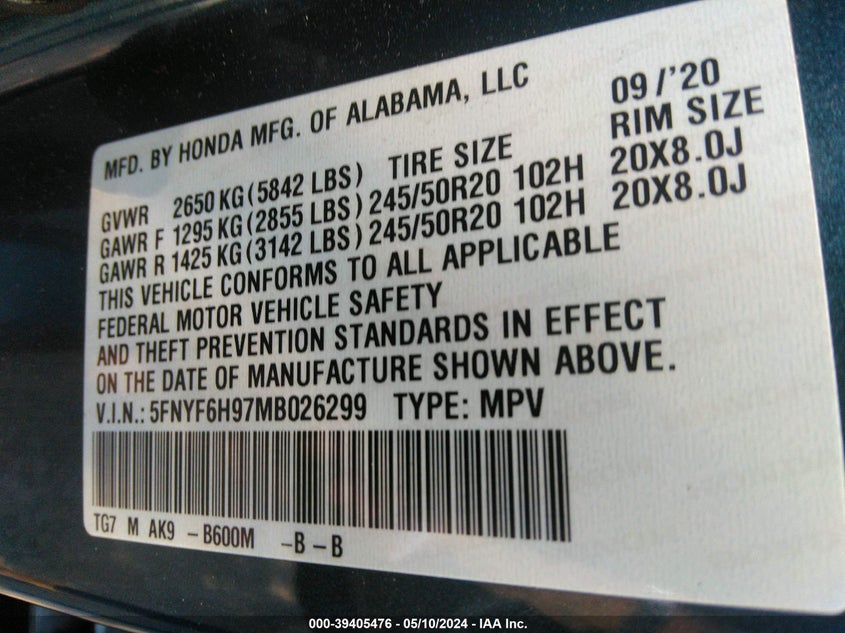 MFD. BY HONDA MFG. OF ALABAMA, LLC 09/'20
GVWR 2650 KG (5842 LBS) TIRE SIZE RIM SIZE
GAWR F 1295 KG (2855 LBS) 245/50R20 102H 20X8.0J
GAWR R 1425 KG (3142 LBS) 245/50R20 102H 20X8.0J
THIS VEHICLE CONFORMS TO ALL APPLICABLE
FEDERAL MOTOR VEHICLE SAFETY
AND THEFT PREVENTION STANDARDS IN EFFECT
ON THE DATE OF MANUFACTURE SHOWN ABOVE.
V.I.N.: 5FNYF6H97MB026299 TYPE: MPV
TG7 M AK9 -B600M -B-B
000-39405476 - 05/10/2024 - IAA Inc.